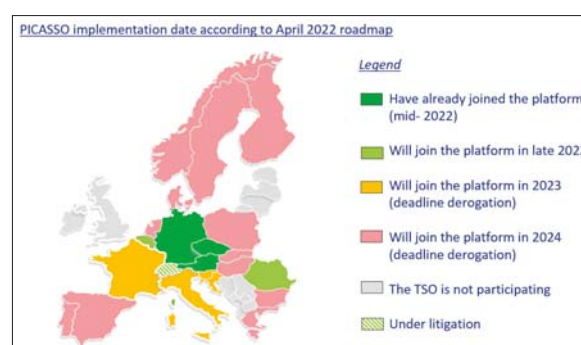 PICASSO implementation date according to April 2022 roadmap
Legend
Have already joined the platform
(mid- 2022)
Will join the platform in late 202
Will join the platform in 2023
(deadline derogation)
Will join the platform in 2024
(deadline derogation)
The TSO is not participating
Under litigation